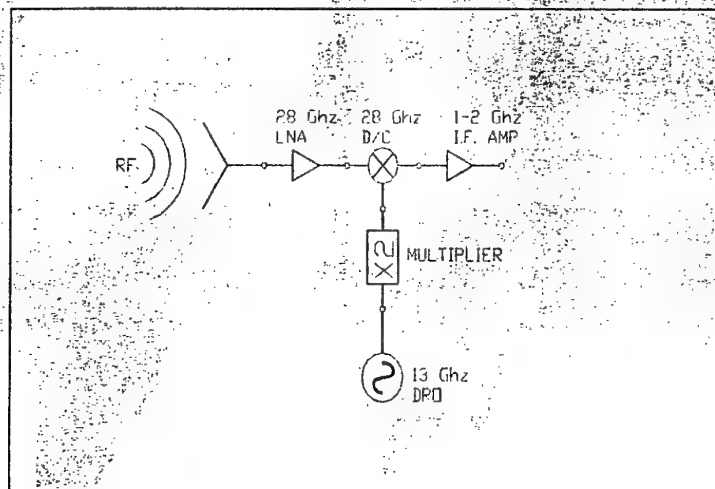 28 Ghz
LNA
28 Ghz
D/C
1-2 Ghz
I.F. AMP
RF
X2
MULTIPLIER
13 Ghz
DRO